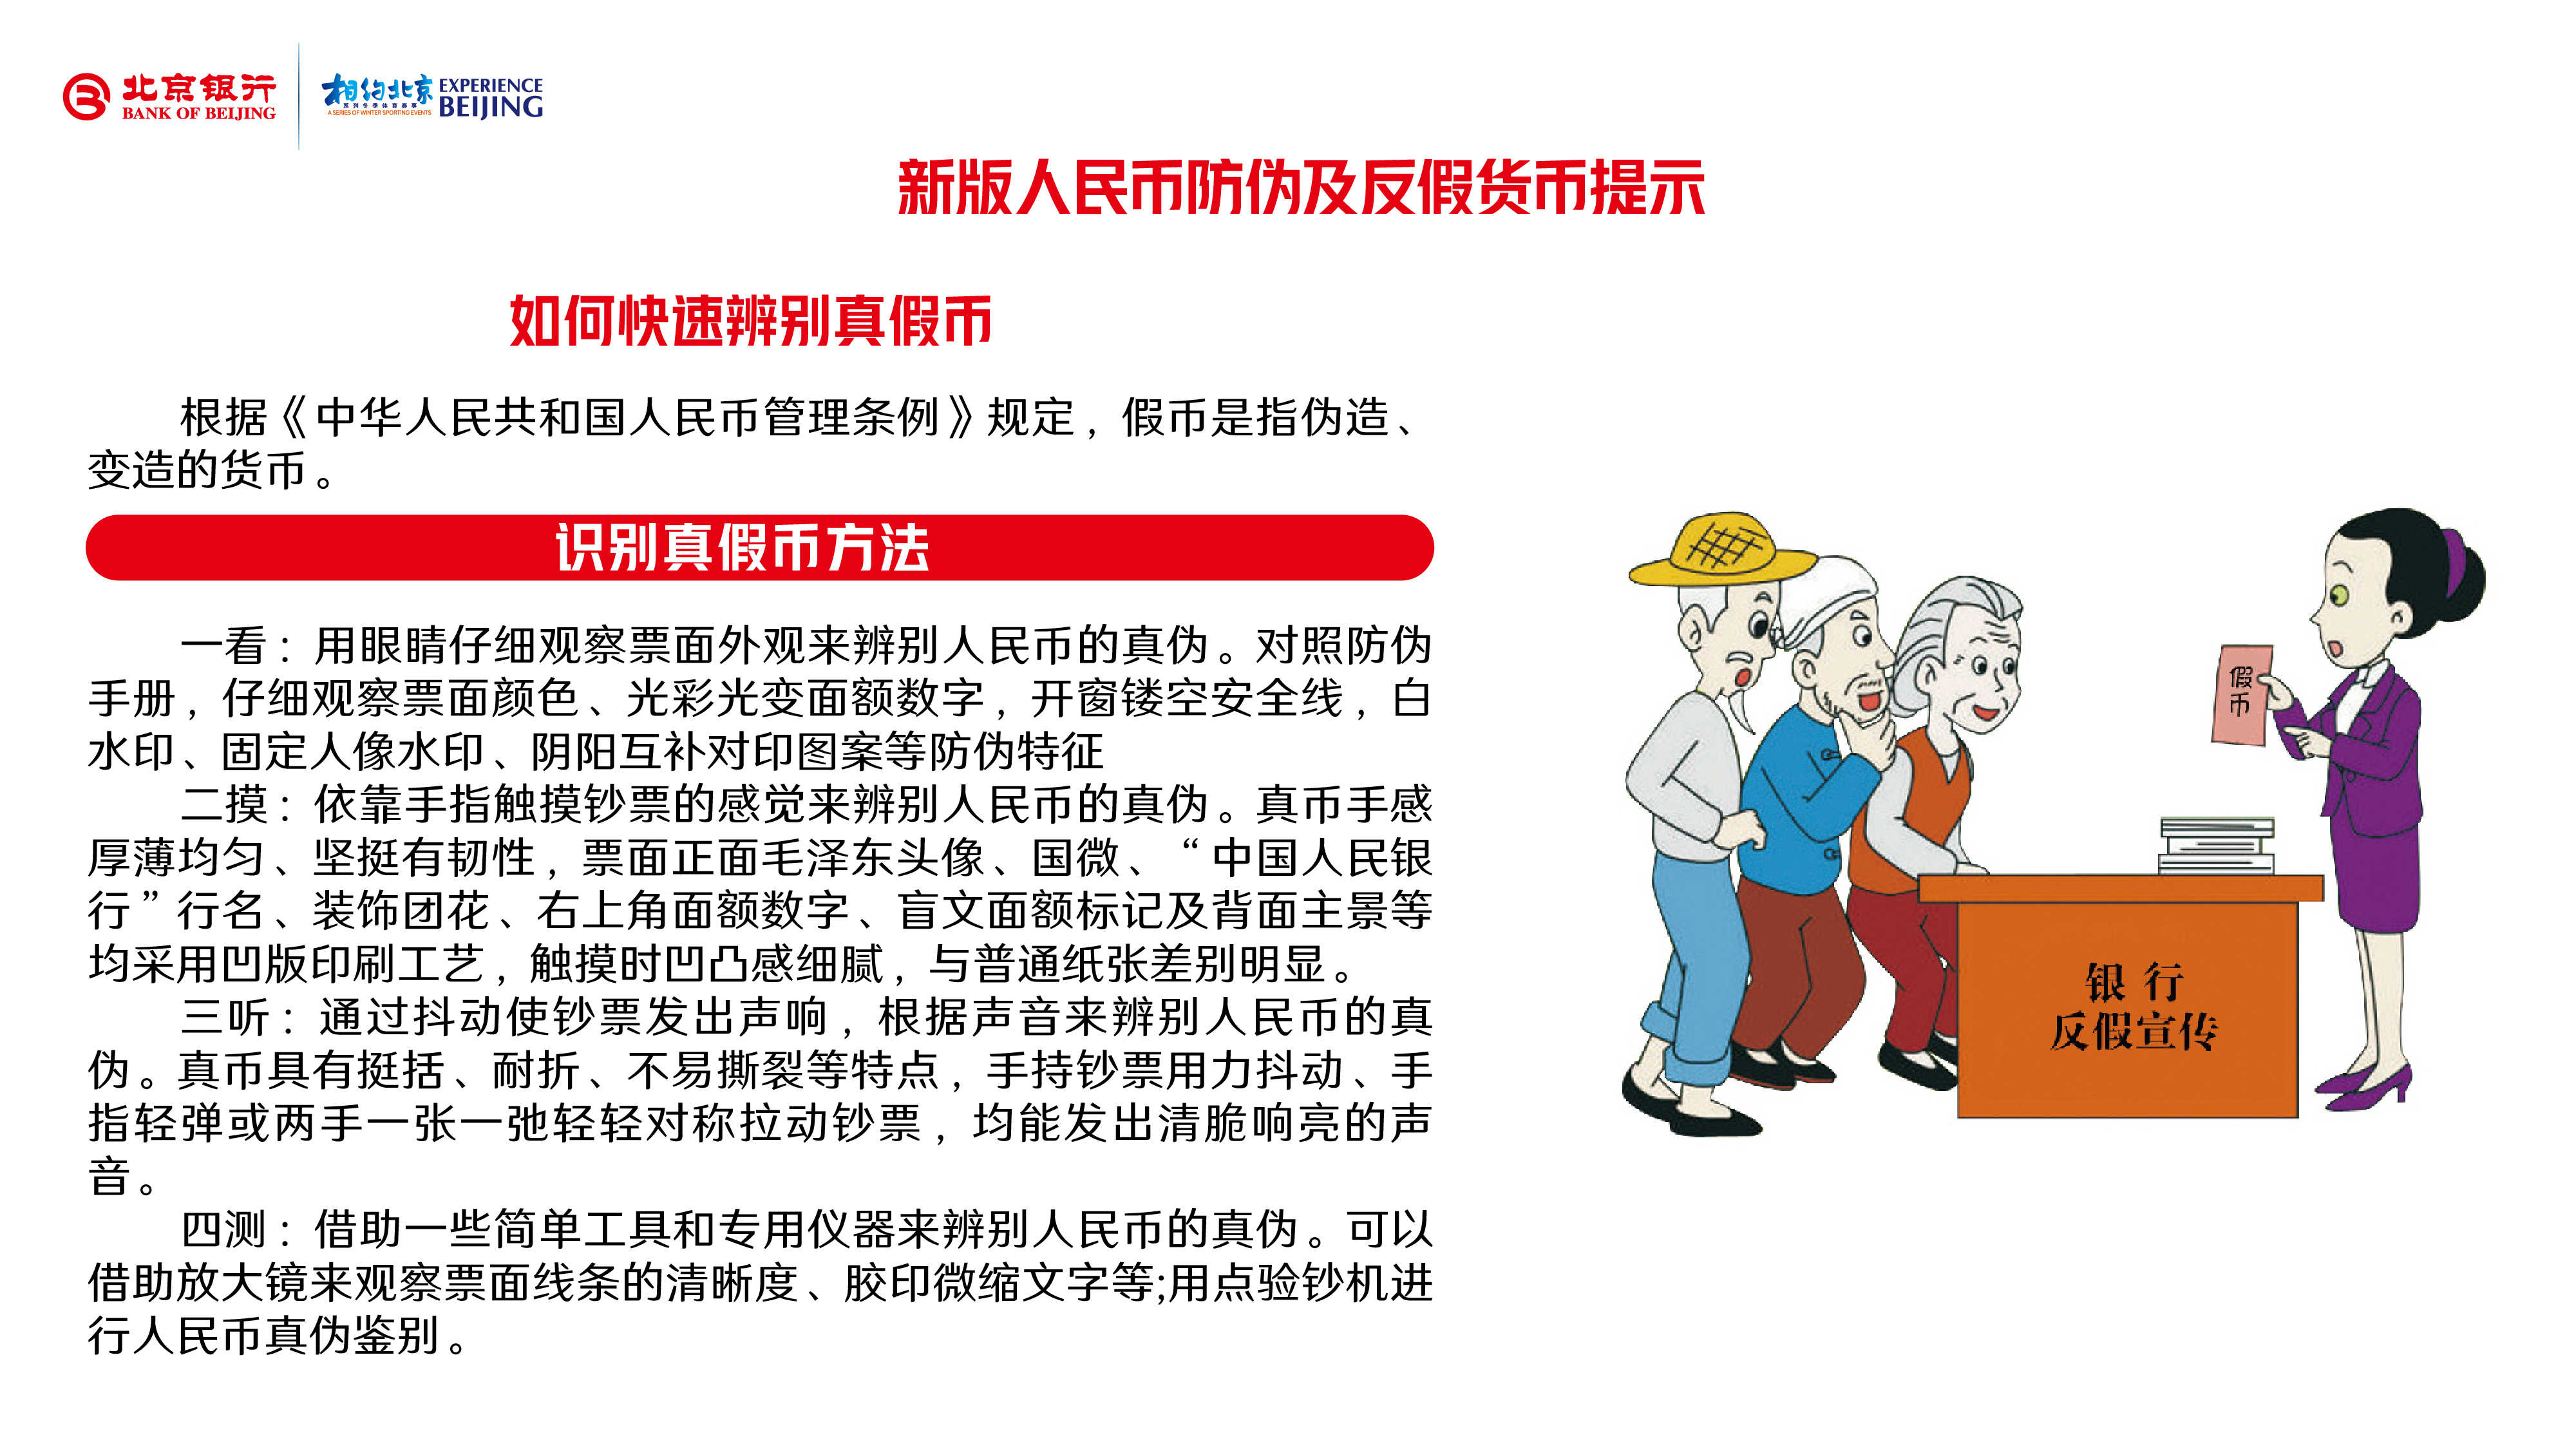 北京银行
BANK OF BEIJING
相约北京
系列冬季体育赛事
A SERIES OF WINTER SPORTING EVENTS
EXPERIENCE
BEIJING
新版人民币防伪及反假货币提示
如何快速辨别真假币
根据《中华人民共和国人民币管理条例》规定，假币是指伪造、
变造的货币。
识别真假币方法
一看：用眼睛仔细观察票面外观来辨别人民币的真伪。对照防伪
手册，仔细观察票面颜色、光彩光变面额数字，开窗镂空安全线，白
水印、固定人像水印、阴阳互补对印图案等防伪特征
二摸：依靠手指触摸钞票的感觉来辨别人民币的真伪。真币手感
厚薄均匀、坚挺有韧性，票面正面毛泽东头像、国微、“中国人民银
行”行名、装饰团花、右上角面额数字、盲文面额标记及背面主景等
均采用凹版印刷工艺，触摸时凹凸感细腻，与普通纸张差别明显。
三听：通过抖动使钞票发出声响，根据声音来辨别人民币的真
伪。真币具有挺括、耐折、不易撕裂等特点，手持钞票用力抖动、手
指轻弹或两手一张一弛轻轻对称拉动钞票，均能发出清脆响亮的声
音。
四测：借助一些简单工具和专用仪器来辨别人民币的真伪。可以
借助放大镜来观察票面线条的清晰度、胶印微缩文字等;用点验钞机进
行人民币真伪鉴别。
假
币
银 行
反假宣传